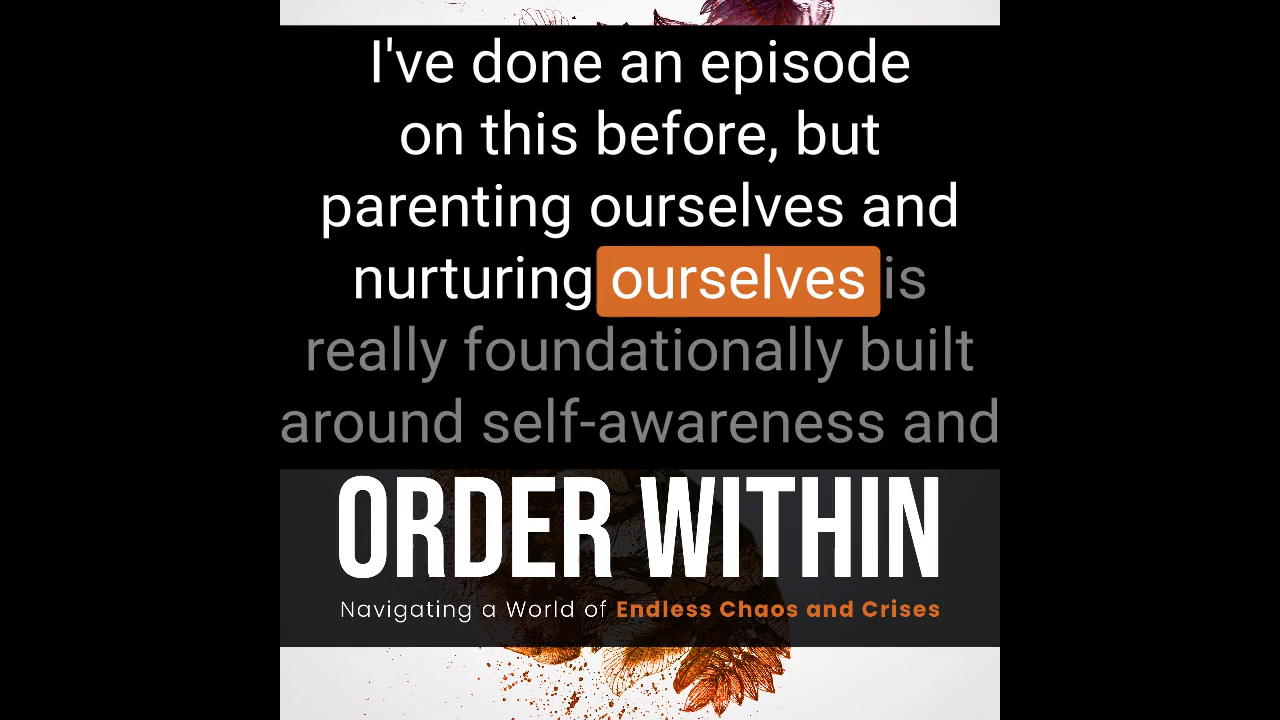 I've done an episode
on this before, but
parenting ourselves and
nurturing ourselves is
really foundationally built
around self-awareness and
ORDER WITHIN
Navigating a World of Endless Chaos and Crises